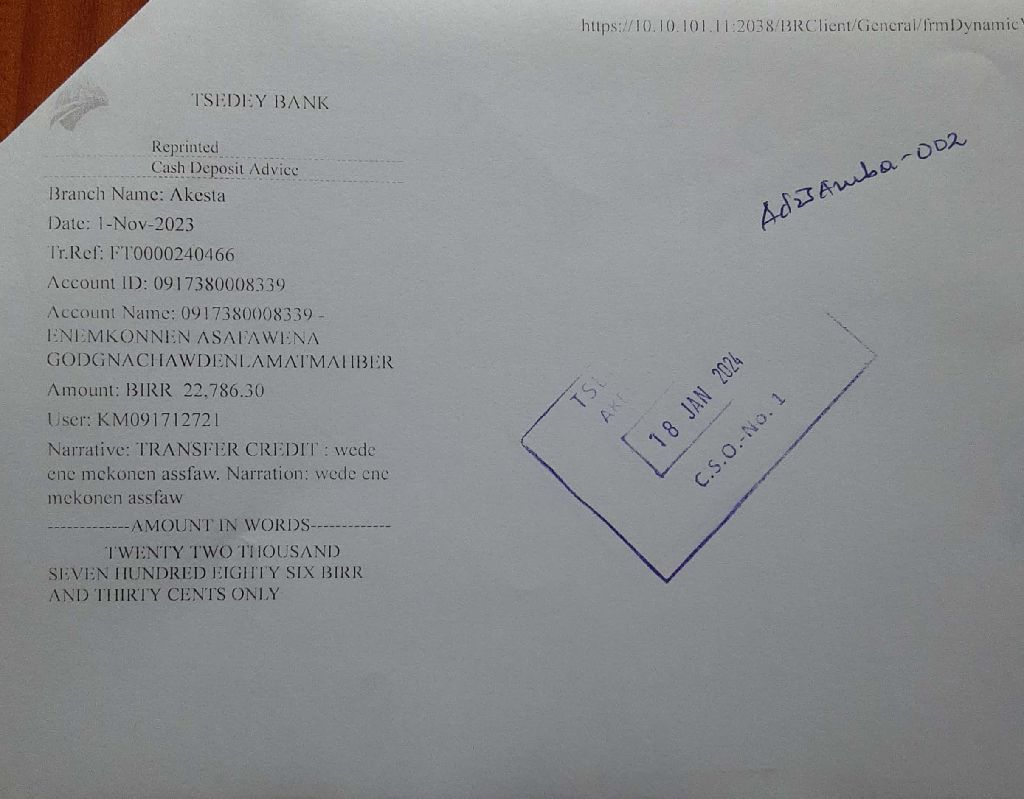 https://10.10.101.11:2038/BRClient/General/frmDynamic
TSEDEY BANK
Reprinted
Cash Deposit Advice
Branch Name: Akesta
Date: 1-Nov-2023
Tr.Ref: FT0000240466
Account ID: 0917380008339
Account Name: 0917380008339 -
ENEMKONNEN ASAFAWENA
GODGNACHAWDENLAMATMAHBER
Amount: BIRR 22,786.30
User: KM091712721
Narrative: TRANSFER CREDIT : wede
ene mekonen assfaw. Narration: wede ene
mekonen assfaw
-------------AMOUNT IN WORDS-------------
TWENTY TWO THOUSAND
SEVEN HUNDRED EIGHTY SIX BIRR
AND THIRTY CENTS ONLY
18 JAN 2024
C.S.O.-No. 1